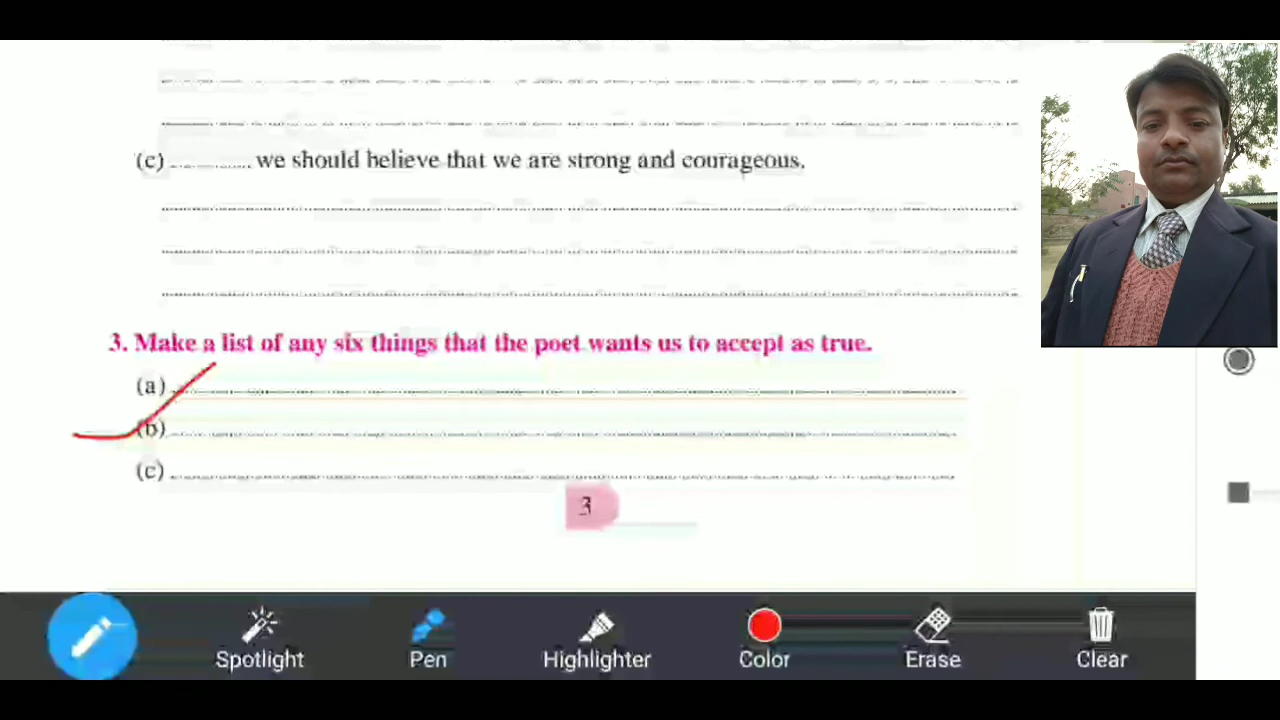 (c) ............ we should believe that we are strong and courageous.
3. Make a list of any six things that the poet wants us to accept as true.
(a)
(b)
(c)
3
Spotlight
Pen
Highlighter
Color
Erase
Clear